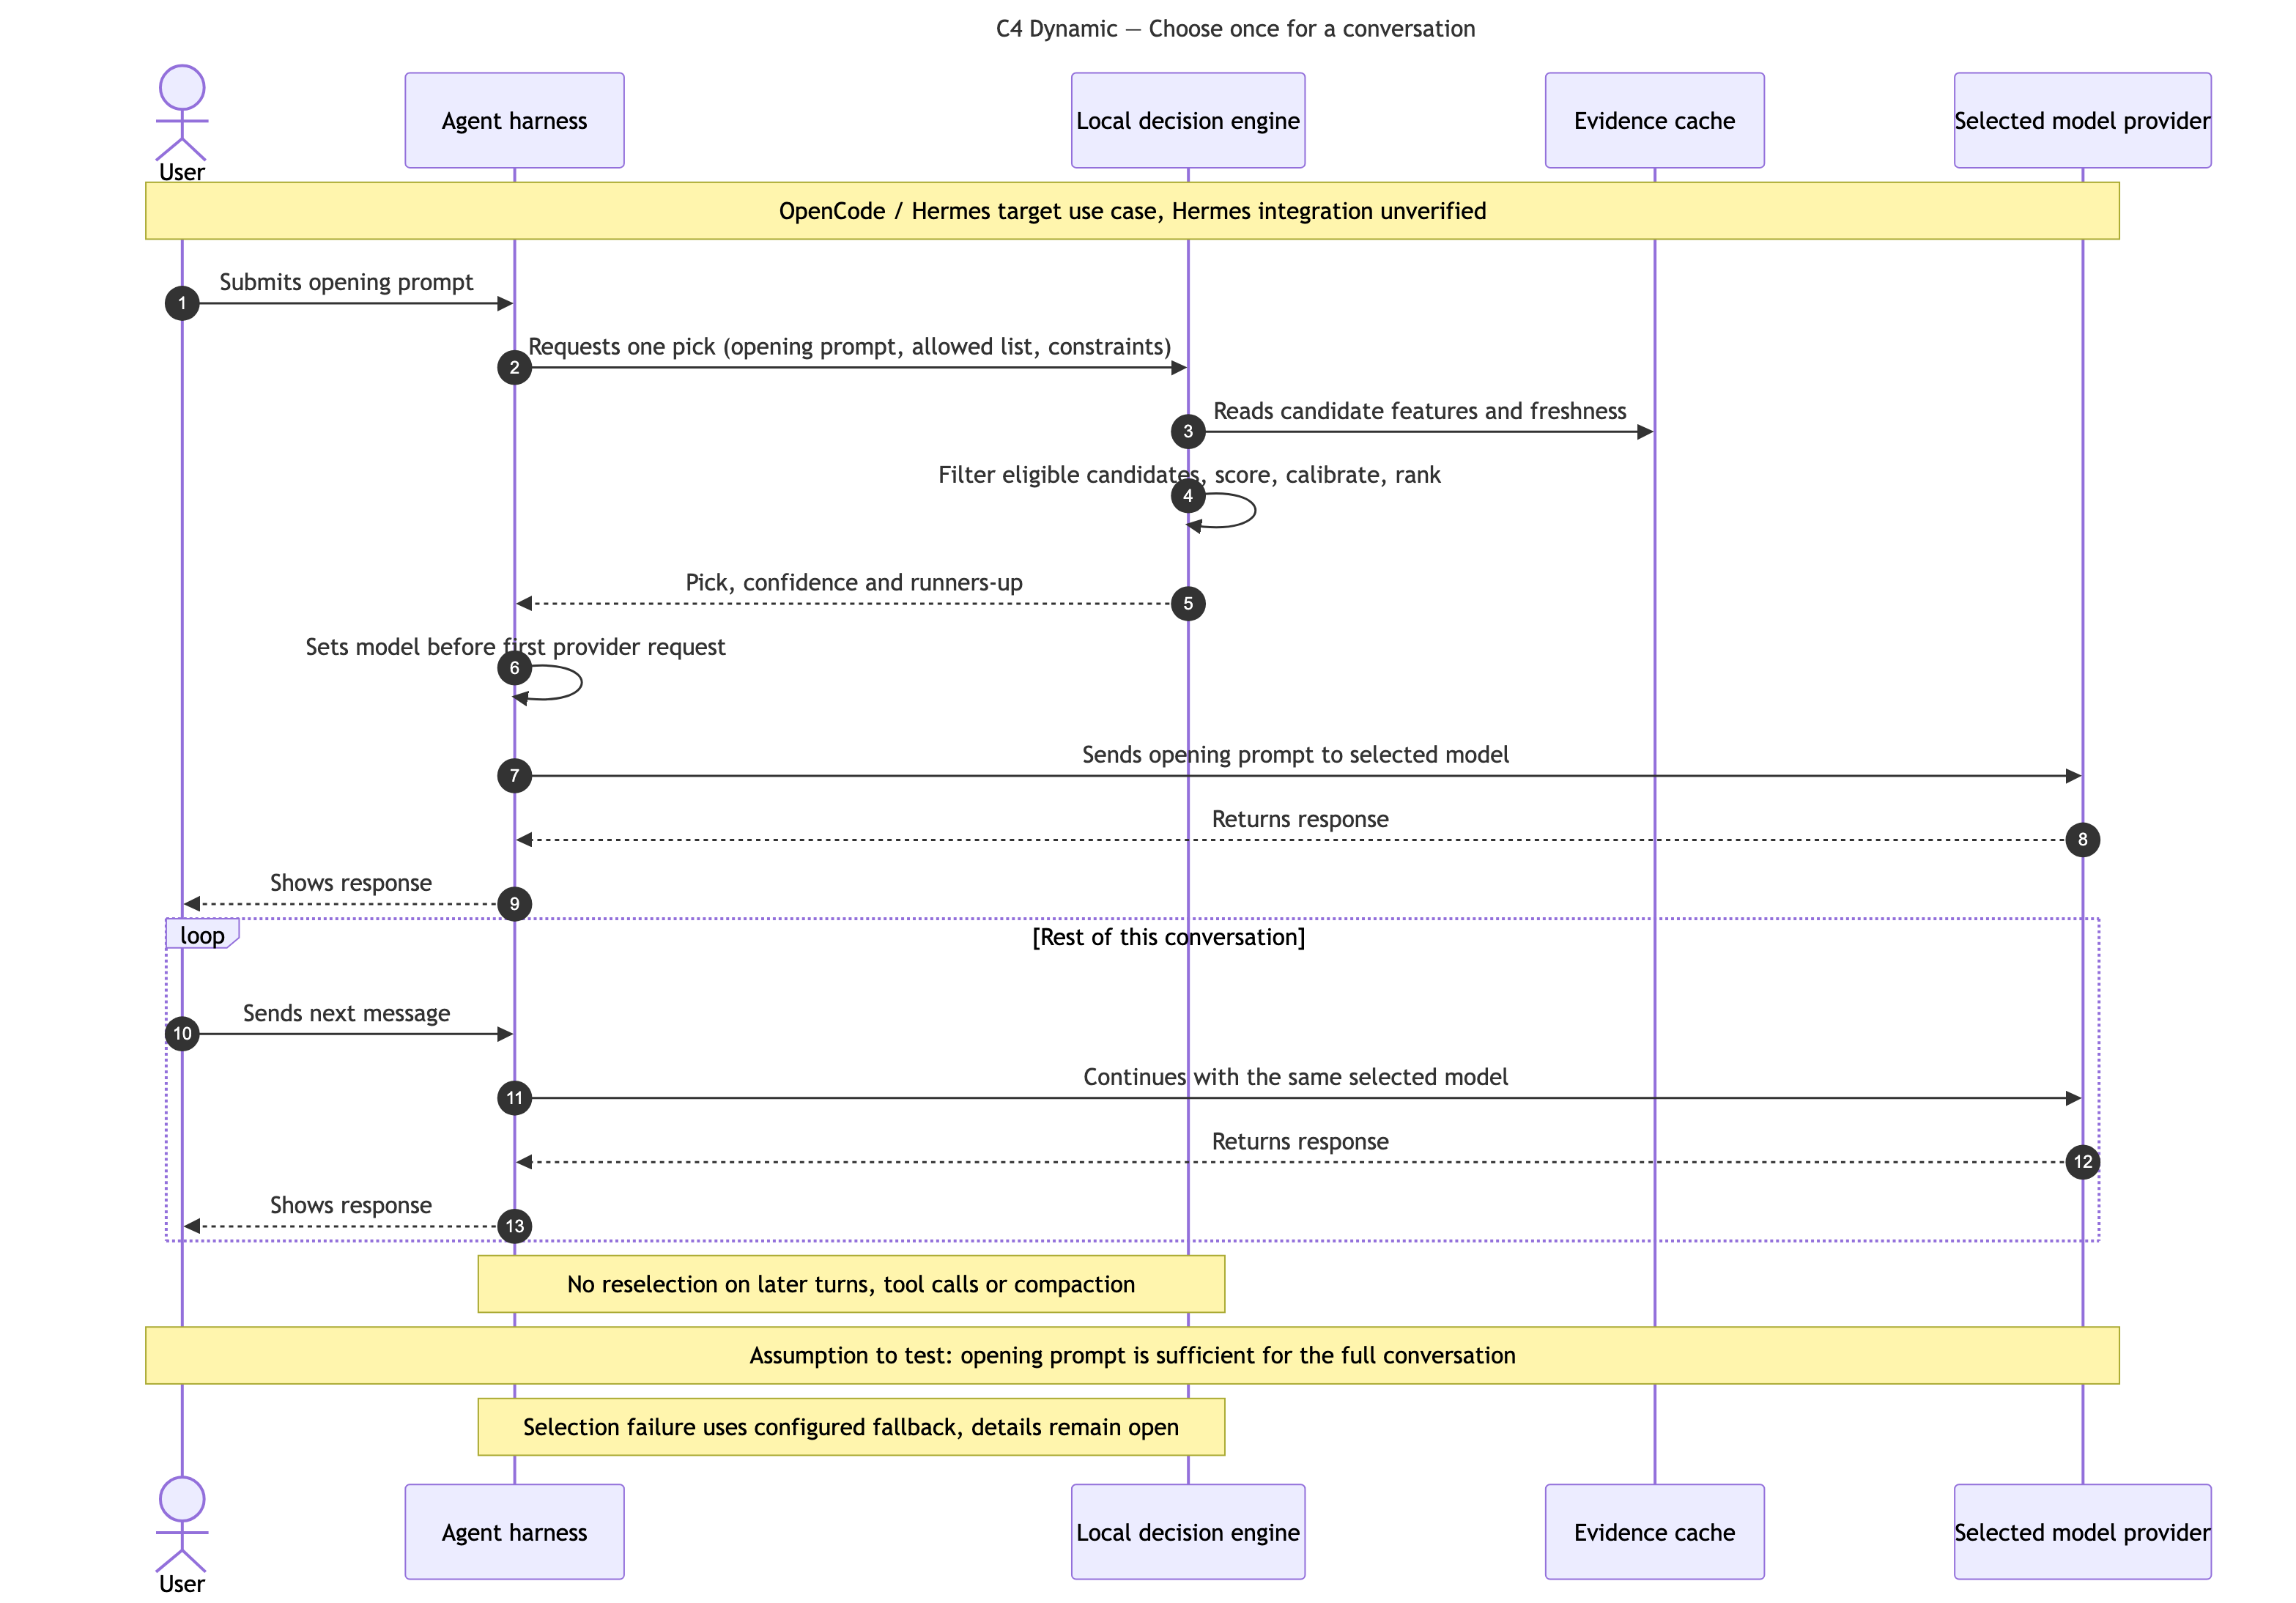 C4 Dynamic — Choose once for a conversation
User
Agent harness
Local decision engine
Evidence cache
Selected model provider
OpenCode / Hermes target use case, Hermes integration unverified
Submits opening prompt
1
Requests one pick (opening prompt, allowed list, constraints)
2
Reads candidate features and freshness
3
Filter eligible candidates, score, calibrate, rank
4
Pick, confidence and runners-up
5
Sets model before first provider request
6
Sends opening prompt to selected model
7
Returns response
8
Shows response
9
loop
[Rest of this conversation]
Sends next message
10
Continues with the same selected model
11
Returns response
12
Shows response
13
No reselection on later turns, tool calls or compaction
Assumption to test: opening prompt is sufficient for the full conversation
Selection failure uses configured fallback, details remain open
User
Agent harness
Local decision engine
Evidence cache
Selected model provider